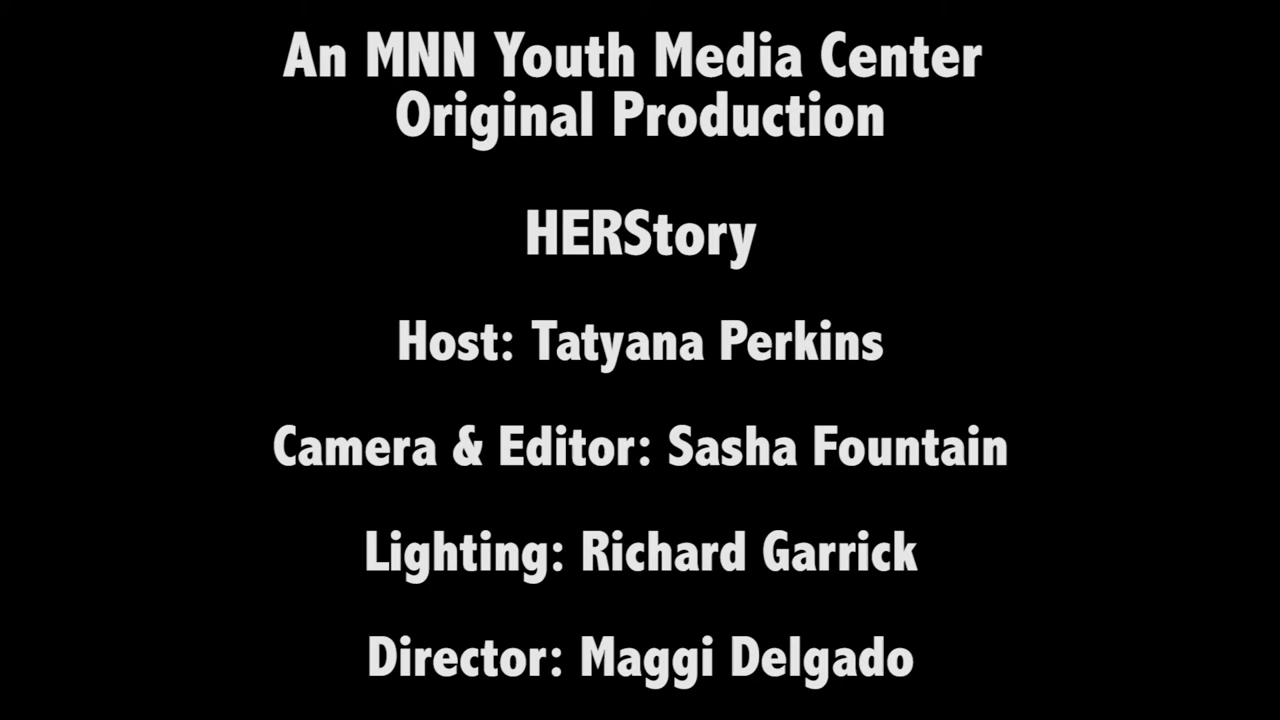 An MNN Youth Media Center
Original Production
HERStory
Host: Tatyana Perkins
Camera & Editor: Sasha Fountain
Lighting: Richard Garrick
Director: Maggi Delgado